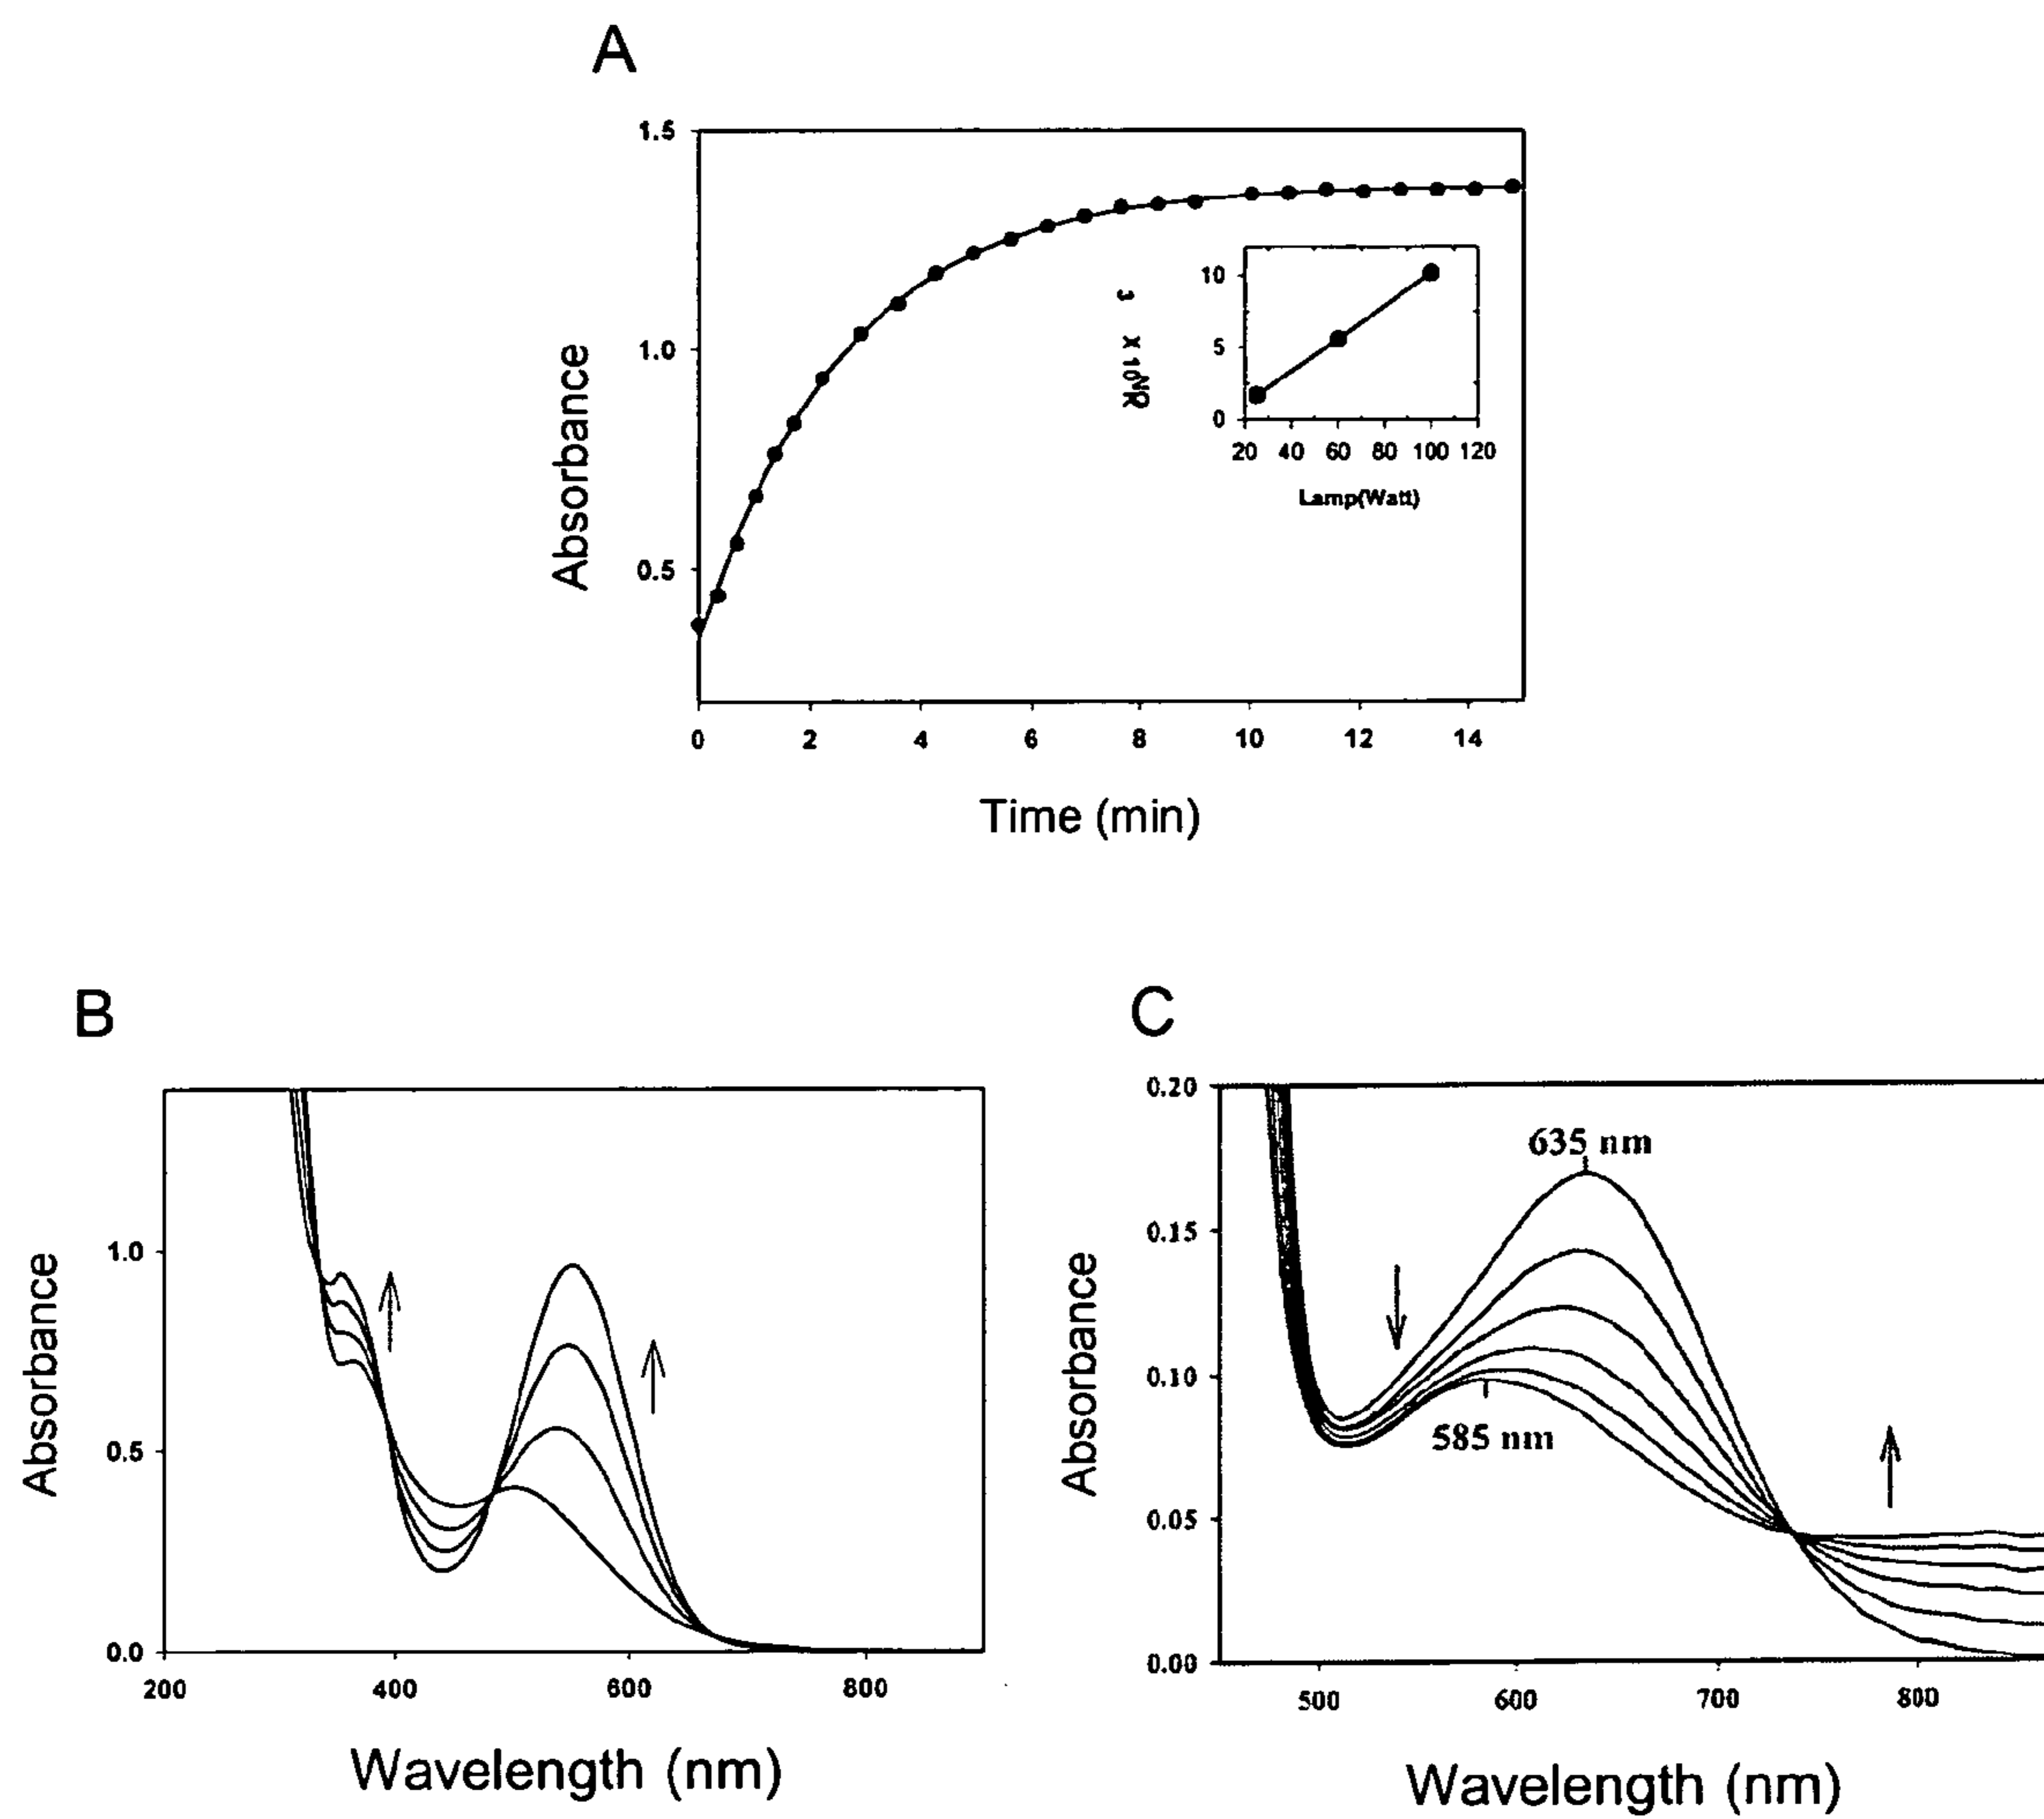 A
1.5
1.0
0.5
Absorbance
0 2 4 6 8 10 12 14
Time (min)
10
5
0
20 40 60 80 100 120
Lamp(Watt)
B
1.0
0.5
0.0
Absorbance
200 400 600 800
Wavelength (nm)
C
0.20
0.15
0.10
0.05
0.00
Absorbance
635 nm
585 nm
500 600 700 800
Wavelength (nm)